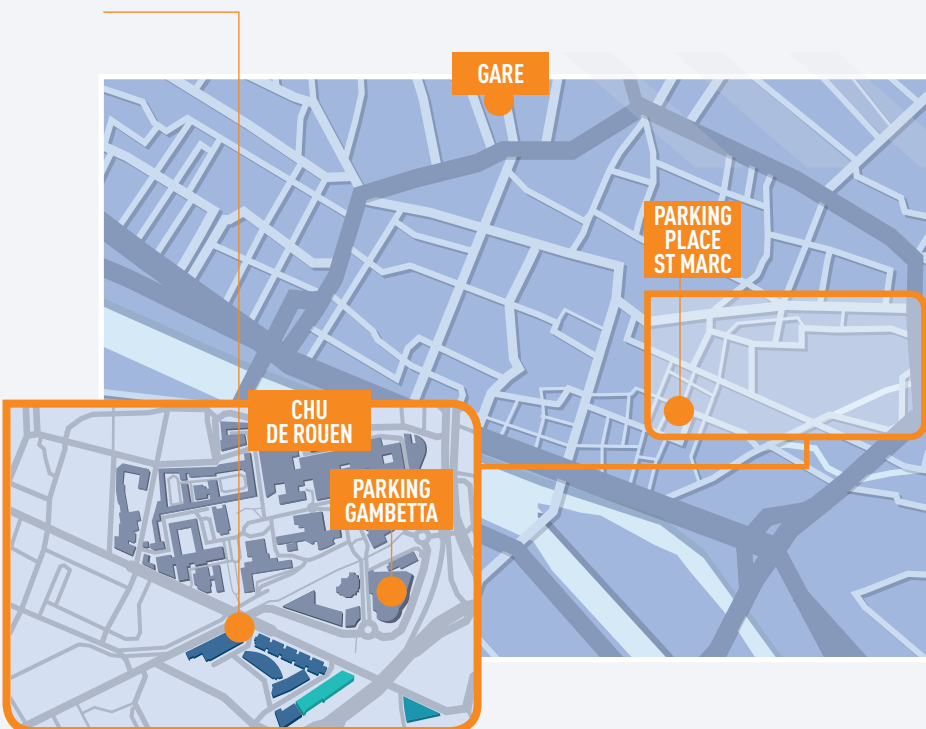 GARE
PARKING
PLACE
ST MARC
CHU
DE ROUEN
PARKING
GAMBETTA